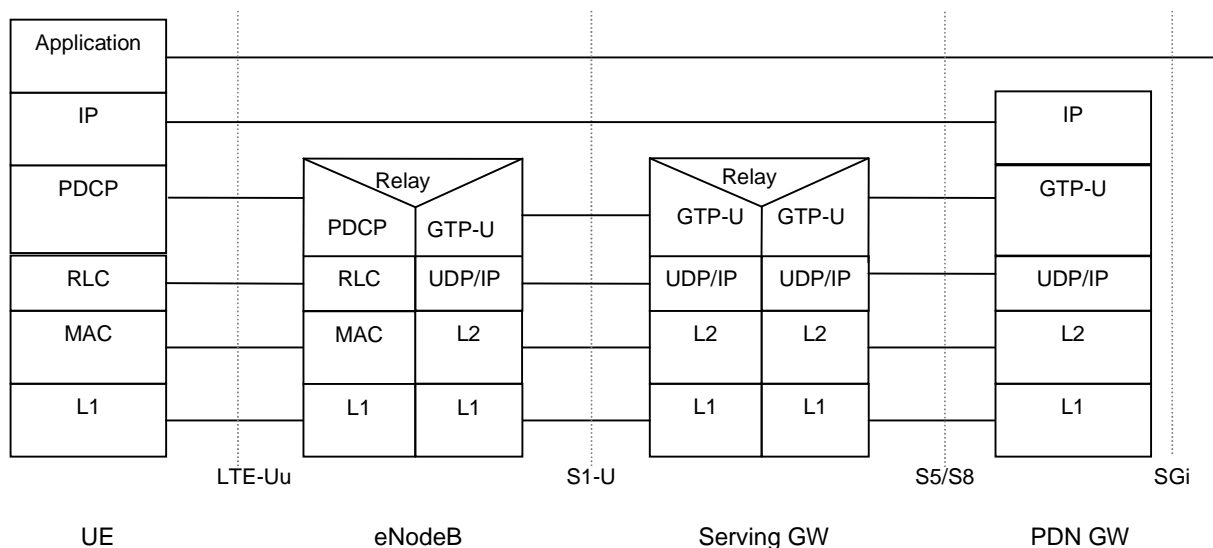 Application
IP
IP
Relay
Relay
PDCP
GTP-U
PDCP
GTP-U
GTP-U
GTP-U
RLC
RLC
UDP/IP
UDP/IP
UDP/IP
UDP/IP
MAC
MAC
L2
L2
L2
L2
L1
L1
L1
L1
L1
L1
LTE-Uu
S1-U
S5/S8
SGi
UE
eNodeB
Serving GW
PDN GW